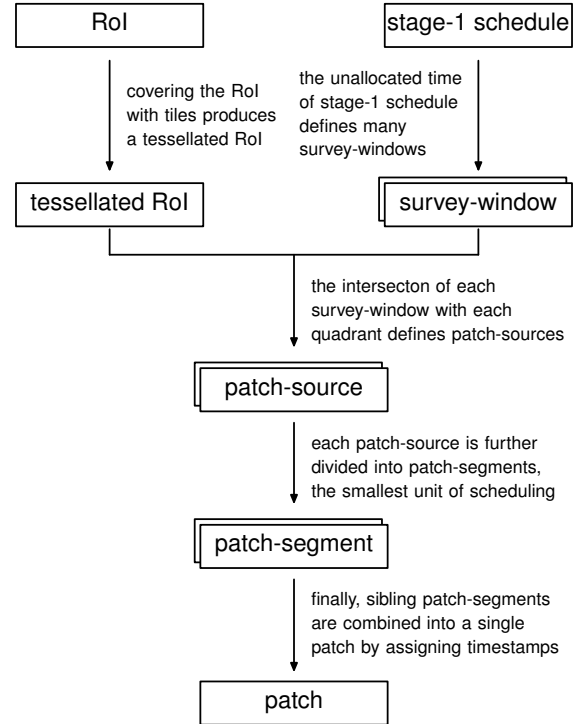 RoI
stage-1 schedule
covering the RoI
with tiles produces
a tessellated RoI
the unallocated time
of stage-1 schedule
defines many
survey-windows
tessellated RoI
survey-window
the intersecton of each
survey-window with each
quadrant defines patch-sources
patch-source
each patch-source is further
divided into patch-segments,
the smallest unit of scheduling
patch-segment
finally, sibling patch-segments
are combined into a single
patch by assigning timestamps
patch